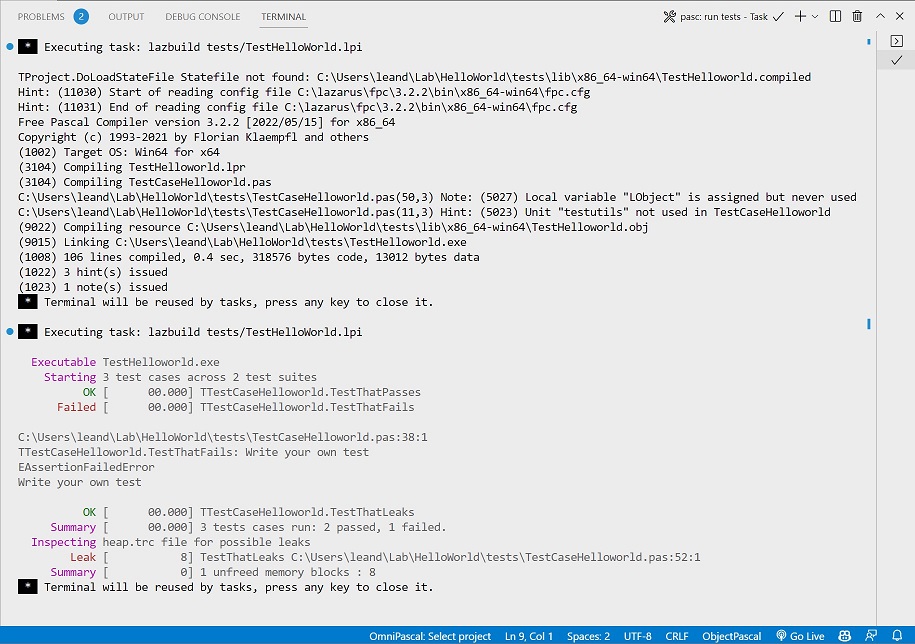 PROBLEMS 2 OUTPUT DEBUG CONSOLE TERMINAL pasc: run tests - Task
* Executing task: lazbuild tests/TestHelloWorld.lpi
TProject.DoLoadStateFile Statefile not found: C:\Users\leand\Lab\HelloWorld\tests\lib\x86_64-win64\TestHelloworld.compiled
Hint: (11030) Start of reading config file C:\lazarus\fpc\3.2.2\bin\x86_64-win64\fpc.cfg
Hint: (11031) End of reading config file C:\lazarus\fpc\3.2.2\bin\x86_64-win64\fpc.cfg
Free Pascal Compiler version 3.2.2 [2022/05/15] for x86_64
Copyright (c) 1993-2021 by Florian Klaempfl and others
(1002) Target OS: Win64 for x64
(3104) Compiling TestHelloworld.lpr
(3104) Compiling TestCaseHelloworld.pas
C:\Users\leand\Lab\HelloWorld\tests\TestCaseHelloworld.pas(50,3) Note: (5027) Local variable "LObject" is assigned but never used
C:\Users\leand\Lab\HelloWorld\tests\TestCaseHelloworld.pas(11,3) Hint: (5023) Unit "testutils" not used in TestCaseHelloworld
(9022) Compiling resource C:\Users\leand\Lab\HelloWorld\tests\lib\x86_64-win64\TestHelloworld.obj
(9015) Linking C:\Users\leand\Lab\HelloWorld\tests\TestHelloworld.exe
(1008) 106 lines compiled, 0.4 sec, 318576 bytes code, 13012 bytes data
(1022) 3 hint(s) issued
(1023) 1 note(s) issued
* Terminal will be reused by tasks, press any key to close it.
* Executing task: lazbuild tests/TestHelloWorld.lpi
Executable TestHelloworld.exe
Starting 3 test cases across 2 test suites
OK [ 00.000] TTestCaseHelloworld.TestThatPasses
Failed [ 00.000] TTestCaseHelloworld.TestThatFails
C:\Users\leand\Lab\HelloWorld\tests\TestCaseHelloworld.pas:38:1
TTestCaseHelloworld.TestThatFails: Write your own test
EAssertionFailedError
Write your own test
OK [ 00.000] TTestCaseHelloworld.TestThatLeaks
Summary [ 00.000] 3 tests cases run: 2 passed, 1 failed.
Inspecting heap.trc file for possible leaks
Leak [ 8] TestThatLeaks C:\Users\leand\Lab\HelloWorld\tests\TestCaseHelloworld.pas:52:1
Summary [ 0] 1 unfreed memory blocks : 8
* Terminal will be reused by tasks, press any key to close it.
OmniPascal: Select project Ln 9, Col 1 Spaces: 2 UTF-8 CRLF ObjectPascal Go Live